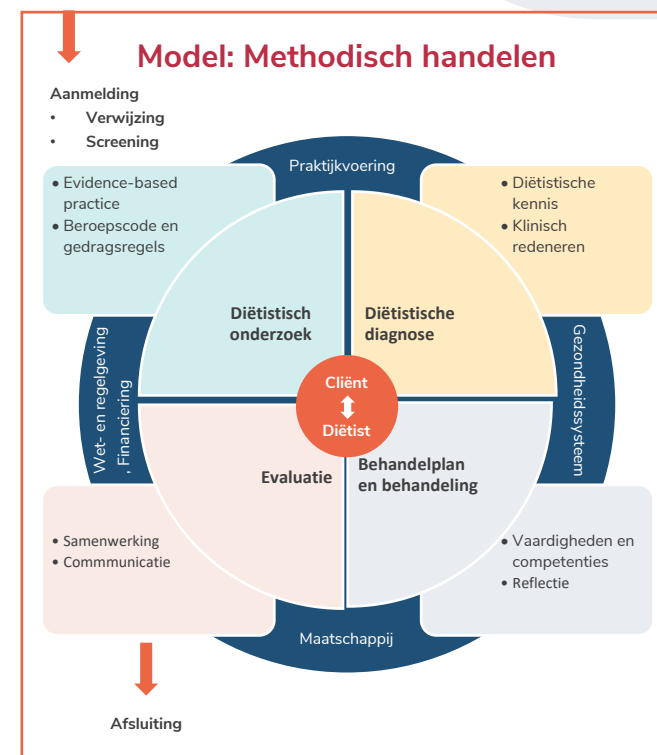 Model: Methodisch handelen
Aanmelding
• Verwijzing
• Screening
Praktijkvoering
• Evidence-based
practice
• Beroepscode en
gedragsregels
• Diëtistische
kennis
• Klinisch
redeneren
Diëtistisch
onderzoek
Diëtistische
diagnose
Wet- en regelgeving
, Financiering
Gezondheidssysteem
Cliënt
Diëtist
Evaluatie
Behandelplan
en behandeling
• Samenwerking
• Commmunicatie
• Vaardigheden en
competenties
• Reflectie
Maatschappij
Afsluiting